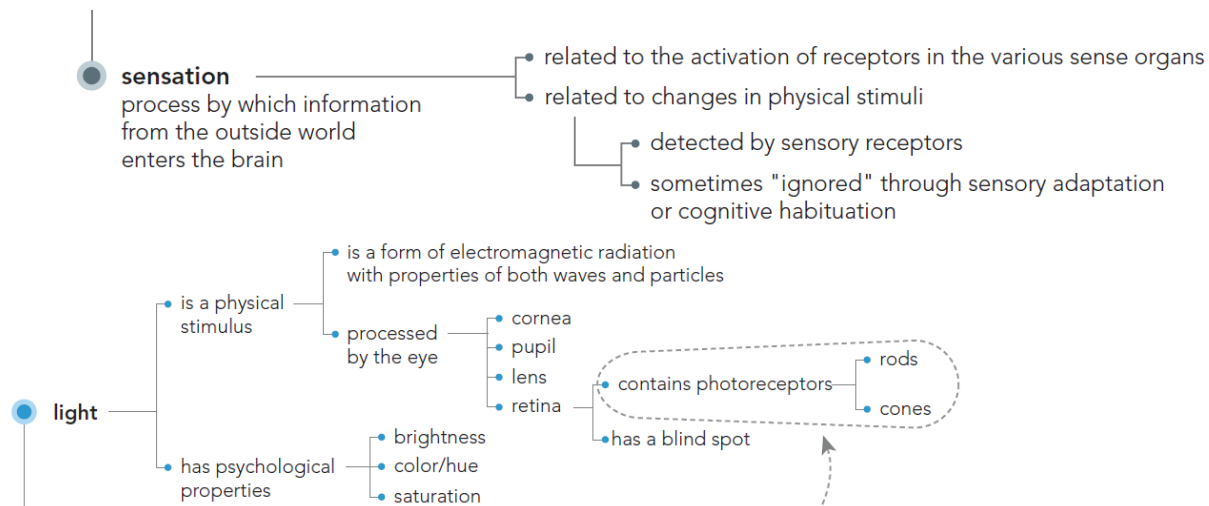 sensation
process by which information
from the outside world
enters the brain
related to the activation of receptors in the various sense organs
related to changes in physical stimuli
detected by sensory receptors
sometimes "ignored" through sensory adaptation
or cognitive habituation
light
is a physical
stimulus
is a form of electromagnetic radiation
with properties of both waves and particles
processed
by the eye
cornea
pupil
lens
retina
contains photoreceptors
rods
cones
has a blind spot
has psychological
properties
brightness
color/hue
saturation